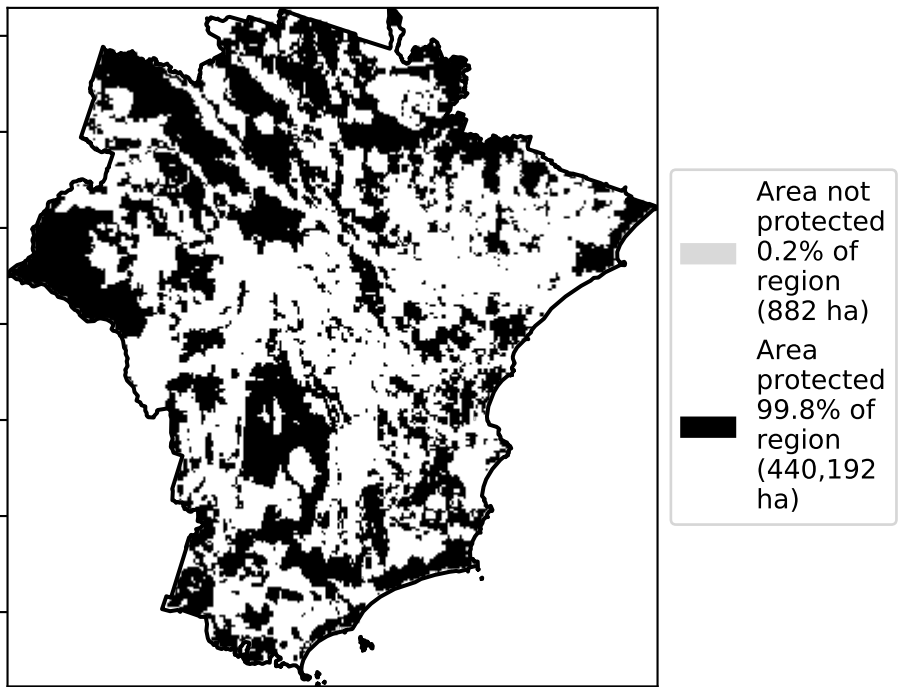 Area not
protected
0.2% of
region
(882 ha)
Area
protected
99.8% of
region
(440,192
ha)